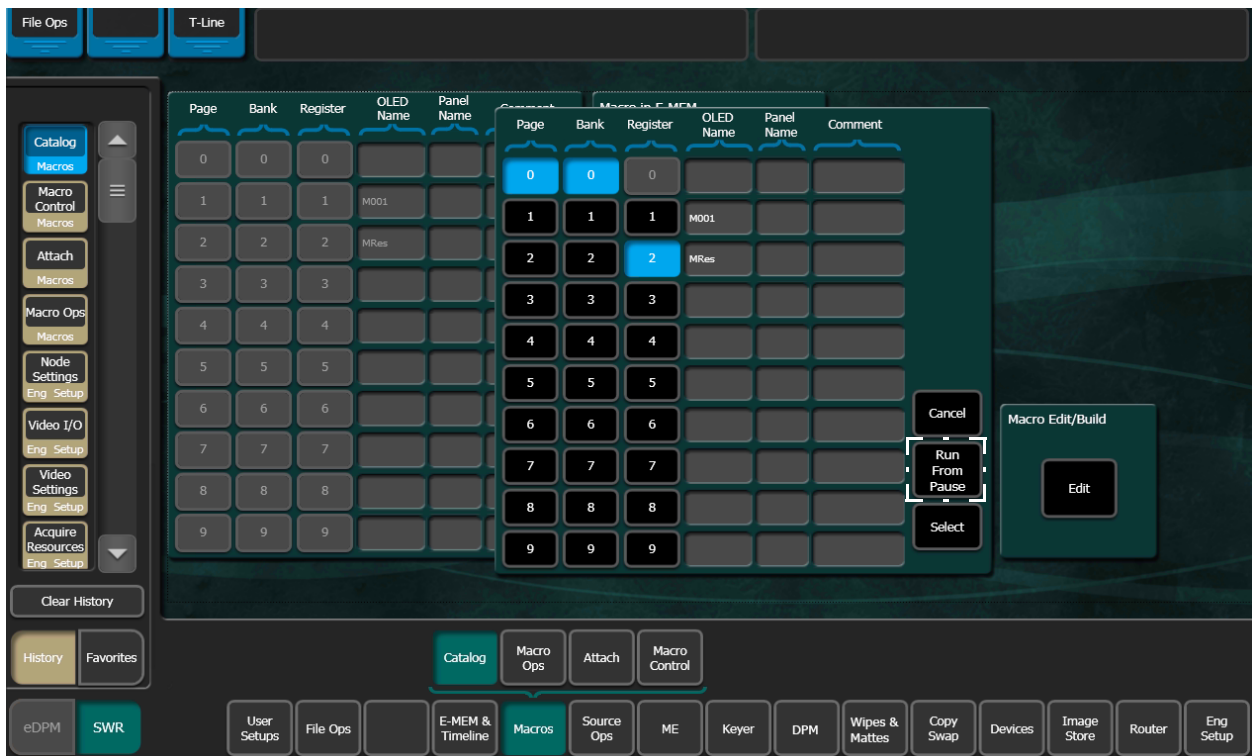 File Ops
T-Line
Page Bank Register OLED Name Panel Name Comment
Macro in E-MEM
0 0 0
1 1 1 M001
2 2 2 MRes
3 3 3
4 4 4
5 5 5
6 6 6
7 7 7
8 8 8
9 9 9
Page Bank Register OLED Name Panel Name Comment
0 0 0
1 1 1 M001
2 2 2 MRes
3 3 3
4 4 4
5 5 5
6 6 6
7 7 7
8 8 8
9 9 9
Cancel
Run
From
Pause
Select
Macro Edit/Build
Edit
Catalog
Macros
Macro
Control
Macros
Attach
Macros
Macro Ops
Macros
Node
Settings
Eng Setup
Video I/O
Eng Setup
Video
Settings
Eng Setup
Acquire
Resources
Eng Setup
Clear History
History Favorites
Catalog
Macro
Ops
Attach
Macro
Control
eDPM SWR
User
Setups
File Ops
E-MEM &
Timeline
Macros
Source
Ops
ME
Keyer
DPM
Wipes &
Mattes
Copy
Swap
Devices
Image
Store
Router
Eng
Setup